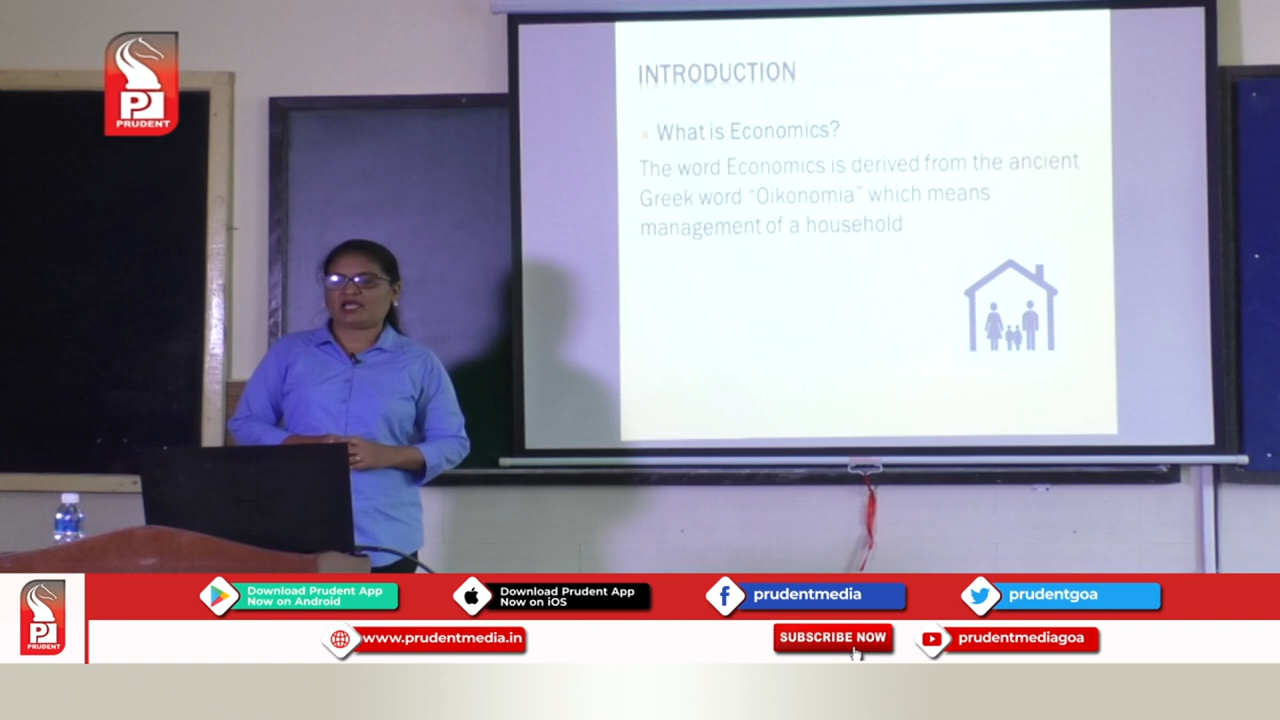 PRUDENT
INTRODUCTION
What is Economics?
The word Economics is derived from the ancient
Greek word “Oikonomia” which means
management of a household
PRUDENT
Download Prudent App
Now on Android
Download Prudent App
Now on iOS
prudentmedia
prudentgoa
www.prudentmedia.in
SUBSCRIBE NOW
prudentmediagoa